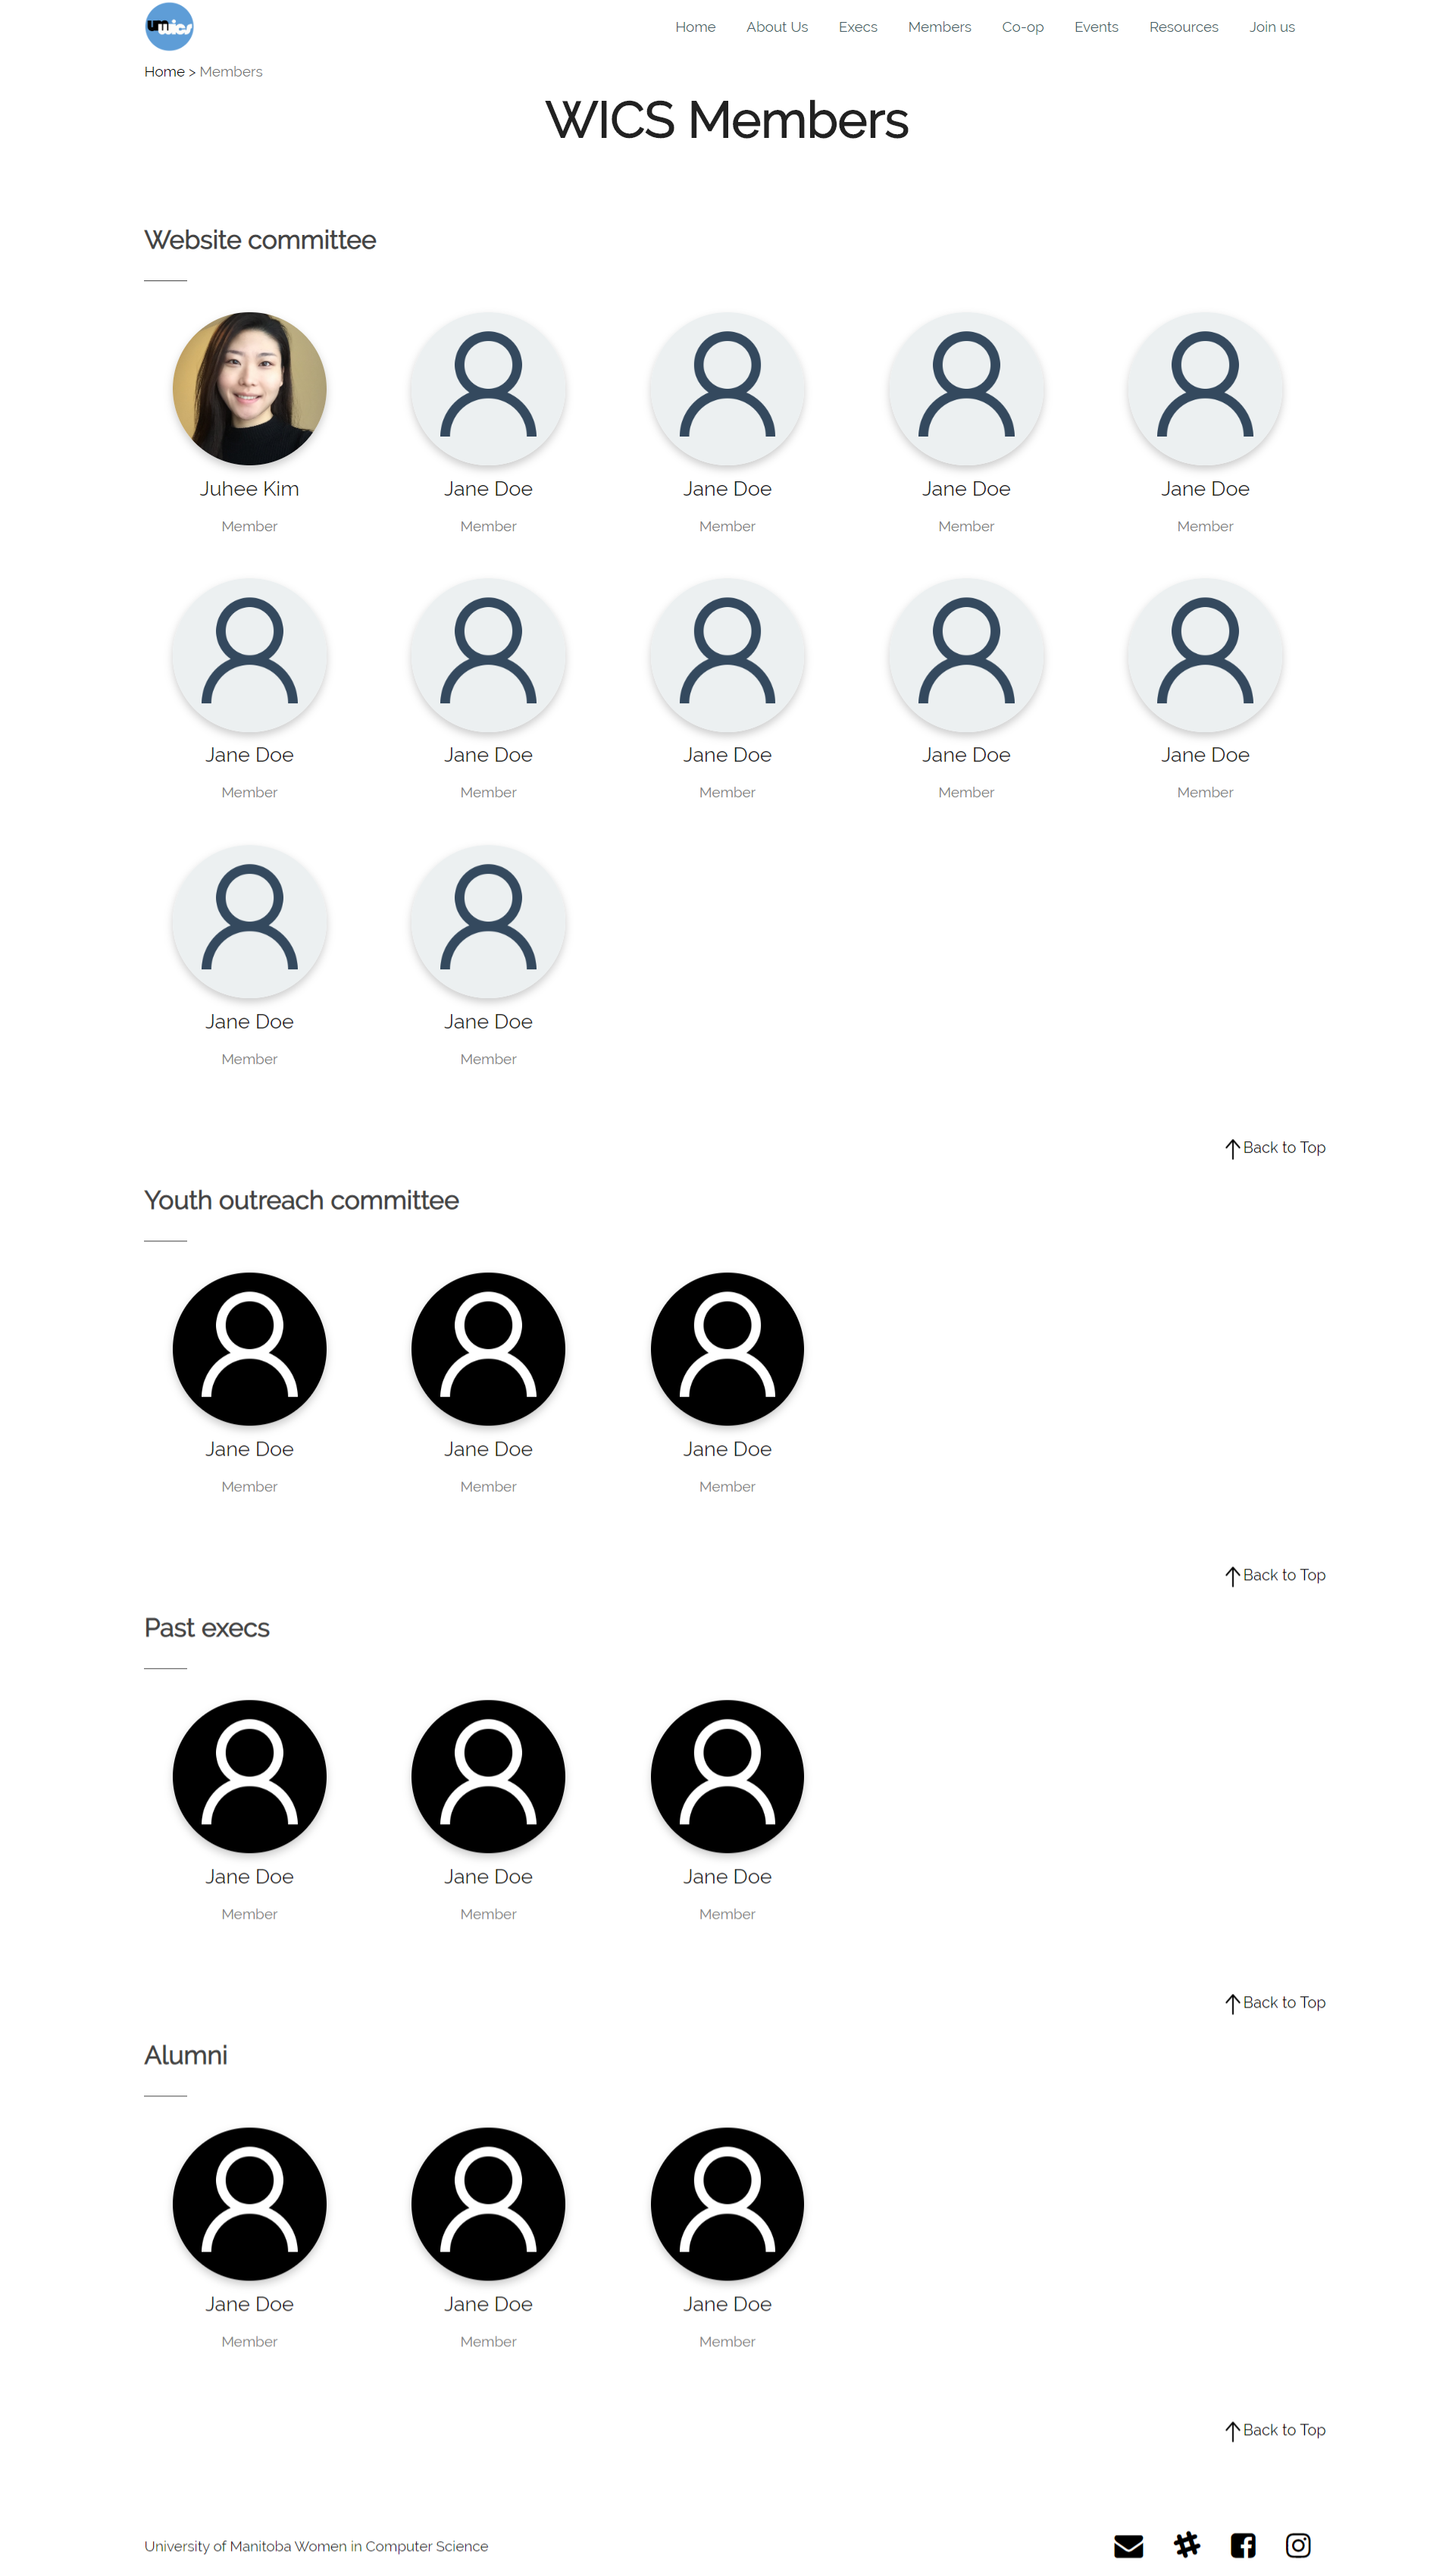 umwics
Home About Us Execs Members Co-op Events Resources Join us
Home > Members
WICS Members
Website committee
Juhee Kim Jane Doe Jane Doe Jane Doe Jane Doe
Member Member Member Member Member
Jane Doe Jane Doe Jane Doe Jane Doe Jane Doe
Member Member Member Member Member
Jane Doe Jane Doe
Member Member
Back to Top
Youth outreach committee
Jane Doe Jane Doe Jane Doe
Member Member Member
Back to Top
Past execs
Jane Doe Jane Doe Jane Doe
Member Member Member
Back to Top
Alumni
Jane Doe Jane Doe Jane Doe
Member Member Member
Back to Top
University of Manitoba Women in Computer Science